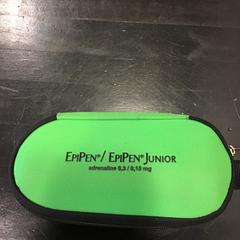 EPIPEN®/ EPIPEN® JUNIOR
adrenaline 0,3 / 0,15 mg